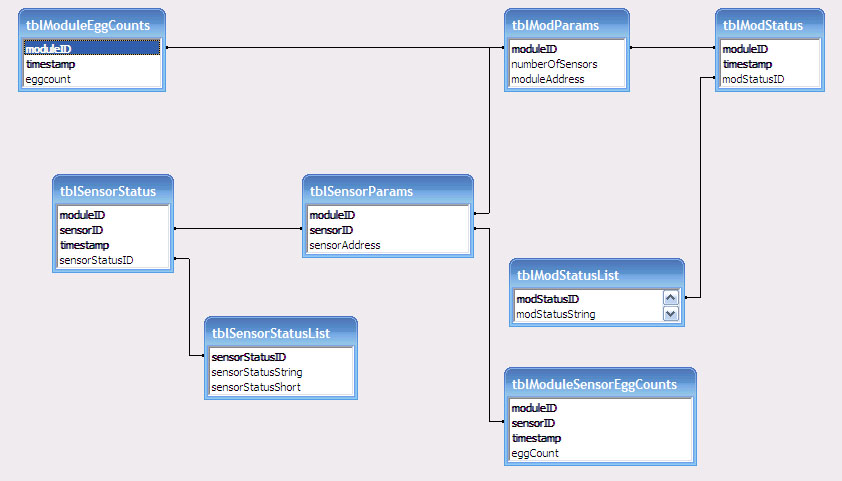 tblModuleEggCounts
moduleID
timestamp
eggcount
tblModParams
moduleID
numberOfSensors
moduleAddress
tblModStatus
moduleID
timestamp
modStatusID
tblSensorStatus
moduleID
sensorID
timestamp
sensorStatusID
tblSensorParams
moduleID
sensorID
sensorAddress
tblModStatusList
modStatusID
modStatusString
tblSensorStatusList
sensorStatusID
sensorStatusString
sensorStatusShort
tblModuleSensorEggCounts
moduleID
sensorID
timestamp
eggCount